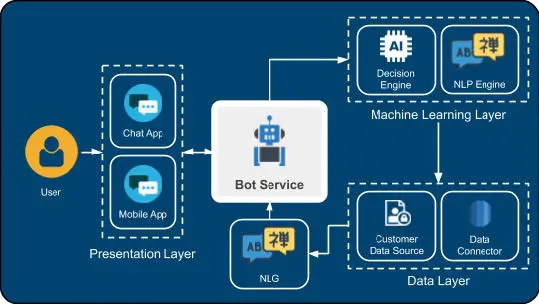 User
Chat App
Mobile App
Presentation Layer
Bot Service
AB 禅
NLG
AI
Decision
Engine
AB 禅
NLP Engine
Machine Learning Layer
Customer
Data Source
Data
Connector
Data Layer